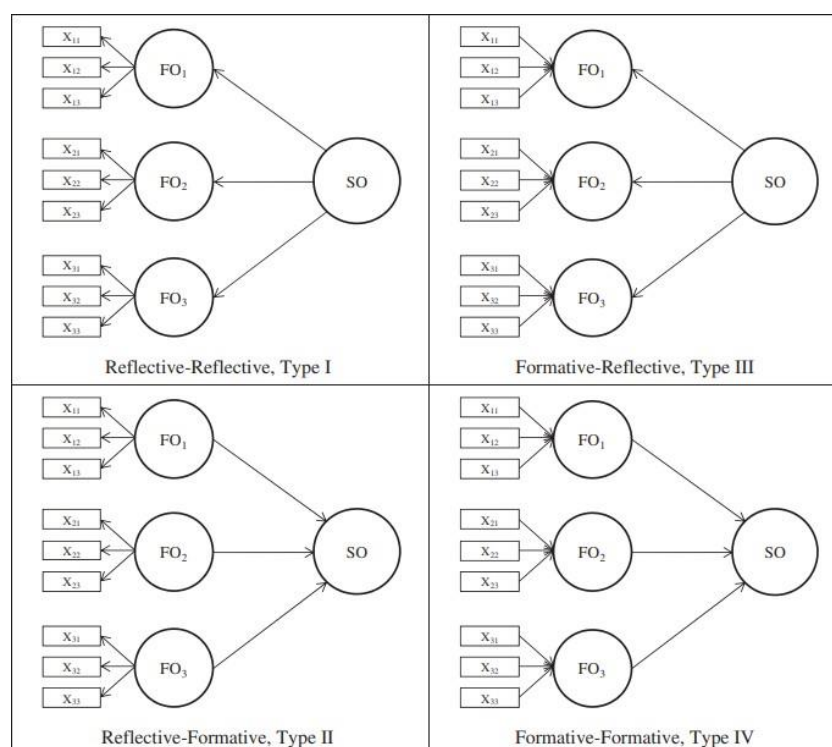 X11
FO1
X12
X13
X21
FO2
X22
X23
SO
X31
FO3
X32
X33
Reflective-Reflective, Type I
X11
FO1
X12
X13
X21
FO2
X22
X23
SO
X31
FO3
X32
X33
Formative-Reflective, Type III
X11
FO1
X12
X13
X21
FO2
X22
X23
SO
X31
FO3
X32
X33
Reflective-Formative, Type II
X11
FO1
X12
X13
X21
FO2
X22
X23
SO
X31
FO3
X32
X33
Formative-Formative, Type IV